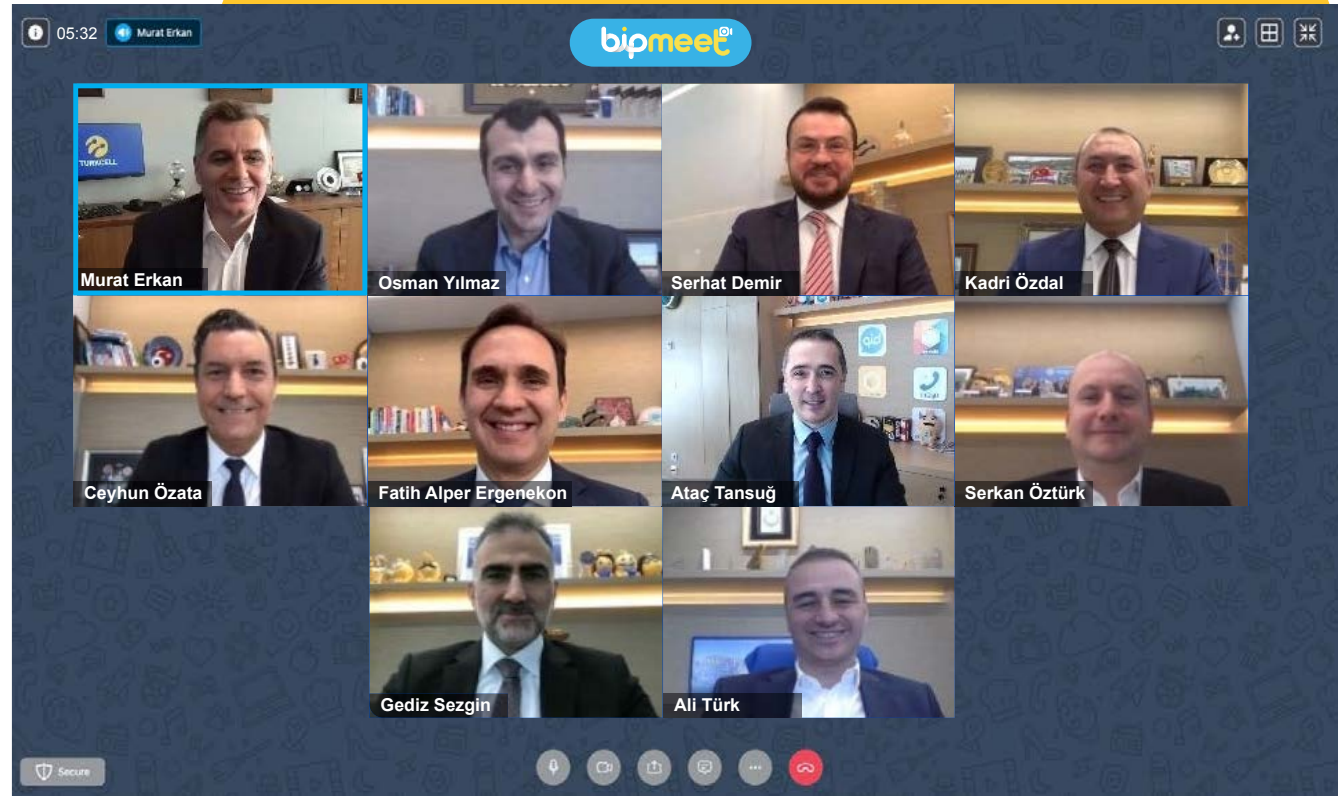 05:32
Murat Erkan
bipmeet
TURKCELL
Murat Erkan
Osman Yılmaz
Serhat Demir
Kadri Özdal
Ceyhun Özata
Fatih Alper Ergenekon
Ataç Tansuğ
Serkan Öztürk
Gediz Sezgin
Ali Türk
Secure